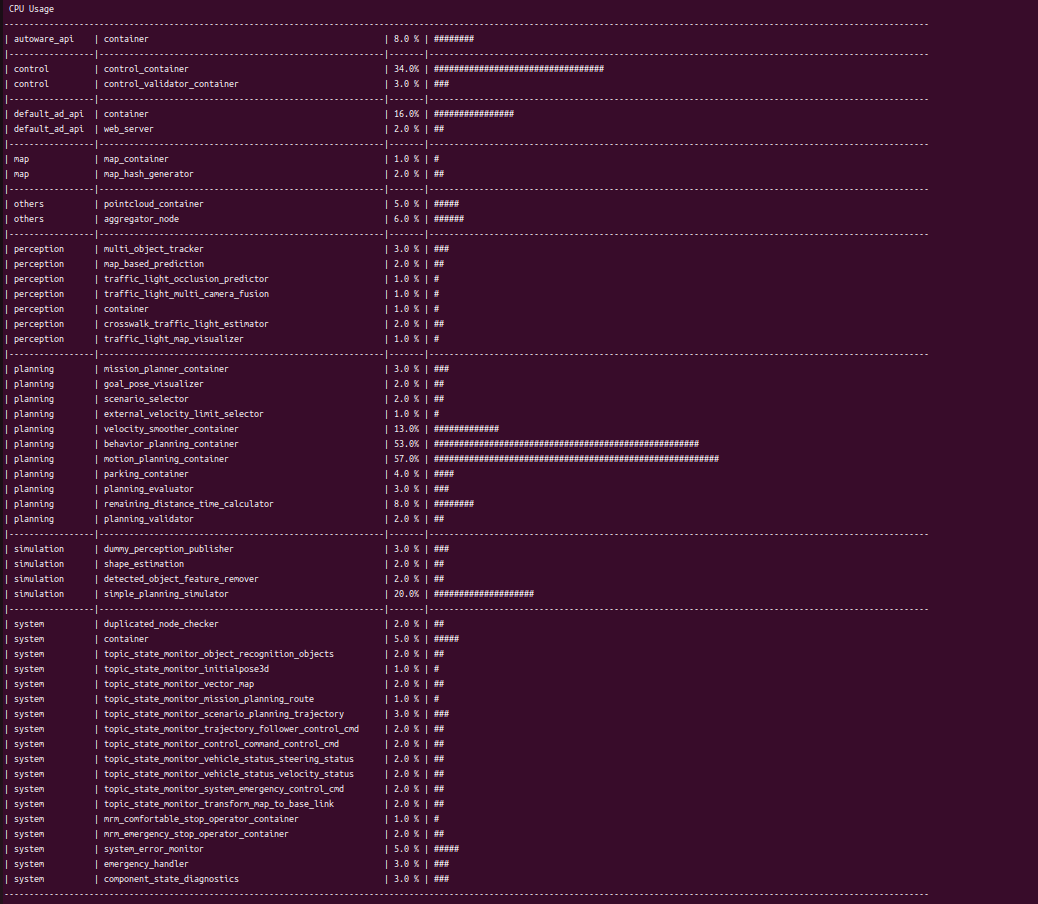 CPU Usage
-----------------------------------------------------------------------------------------
| autoware_api | container | 8.0 % | ########
|-----------------|---------------------------------------------------------|-------|----------------------------------------------------------------------------------------------------
| control | control_container | 34.0% | ##################################
| control | control_validator_container | 3.0 % | ###
|-----------------|---------------------------------------------------------|-------|----------------------------------------------------------------------------------------------------
| default_ad_api | container | 16.0% | ################
| default_ad_api | web_server | 2.0 % | ##
|-----------------|---------------------------------------------------------|-------|----------------------------------------------------------------------------------------------------
| map | map_container | 1.0 % | #
| map | map_hash_generator | 2.0 % | ##
|-----------------|---------------------------------------------------------|-------|----------------------------------------------------------------------------------------------------
| others | pointcloud_container | 5.0 % | #####
| others | aggregator_node | 6.0 % | ######
|-----------------|---------------------------------------------------------|-------|----------------------------------------------------------------------------------------------------
| perception | multi_object_tracker | 3.0 % | ###
| perception | map_based_prediction | 2.0 % | ##
| perception | traffic_light_occlusion_predictor | 1.0 % | #
| perception | traffic_light_multi_camera_fusion | 1.0 % | #
| perception | container | 1.0 % | #
| perception | crosswalk_traffic_light_estimator | 2.0 % | ##
| perception | traffic_light_map_visualizer | 1.0 % | #
|-----------------|---------------------------------------------------------|-------|----------------------------------------------------------------------------------------------------
| planning | mission_planner_container | 3.0 % | ###
| planning | goal_pose_visualizer | 2.0 % | ##
| planning | scenario_selector | 2.0 % | ##
| planning | external_velocity_limit_selector | 1.0 % | #
| planning | velocity_smoother_container | 13.0% | #############
| planning | behavior_planning_container | 53.0% | #####################################################
| planning | motion_planning_container | 57.0% | #########################################################
| planning | parking_container | 4.0 % | ####
| planning | planning_evaluator | 3.0 % | ###
| planning | remaining_distance_time_calculator | 8.0 % | ########
| planning | planning_validator | 2.0 % | ##
|-----------------|---------------------------------------------------------|-------|----------------------------------------------------------------------------------------------------
| simulation | dummy_perception_publisher | 3.0 % | ###
| simulation | shape_estimation | 2.0 % | ##
| simulation | detected_object_feature_remover | 2.0 % | ##
| simulation | simple_planning_simulator | 20.0% | ####################
|-----------------|---------------------------------------------------------|-------|----------------------------------------------------------------------------------------------------
| system | duplicated_node_checker | 2.0 % | ##
| system | container | 5.0 % | #####
| system | topic_state_monitor_object_recognition_objects | 2.0 % | ##
| system | topic_state_monitor_initialpose3d | 1.0 % | #
| system | topic_state_monitor_vector_map | 2.0 % | ##
| system | topic_state_monitor_mission_planning_route | 1.0 % | #
| system | topic_state_monitor_scenario_planning_trajectory | 3.0 % | ###
| system | topic_state_monitor_trajectory_follower_control_cmd | 2.0 % | ##
| system | topic_state_monitor_control_command_control_cmd | 2.0 % | ##
| system | topic_state_monitor_vehicle_status_steering_status | 2.0 % | ##
| system | topic_state_monitor_vehicle_status_velocity_status | 2.0 % | ##
| system | topic_state_monitor_system_emergency_control_cmd | 2.0 % | ##
| system | topic_state_monitor_transform_map_to_base_link | 2.0 % | ##
| system | mrm_comfortable_stop_operator_container | 1.0 % | #
| system | mrm_emergency_stop_operator_container | 2.0 % | ##
| system | system_error_monitor | 5.0 % | #####
| system | emergency_handler | 3.0 % | ###
| system | component_state_diagnostics | 3.0 % | ###
-----------------------------------------------------------------------------------------